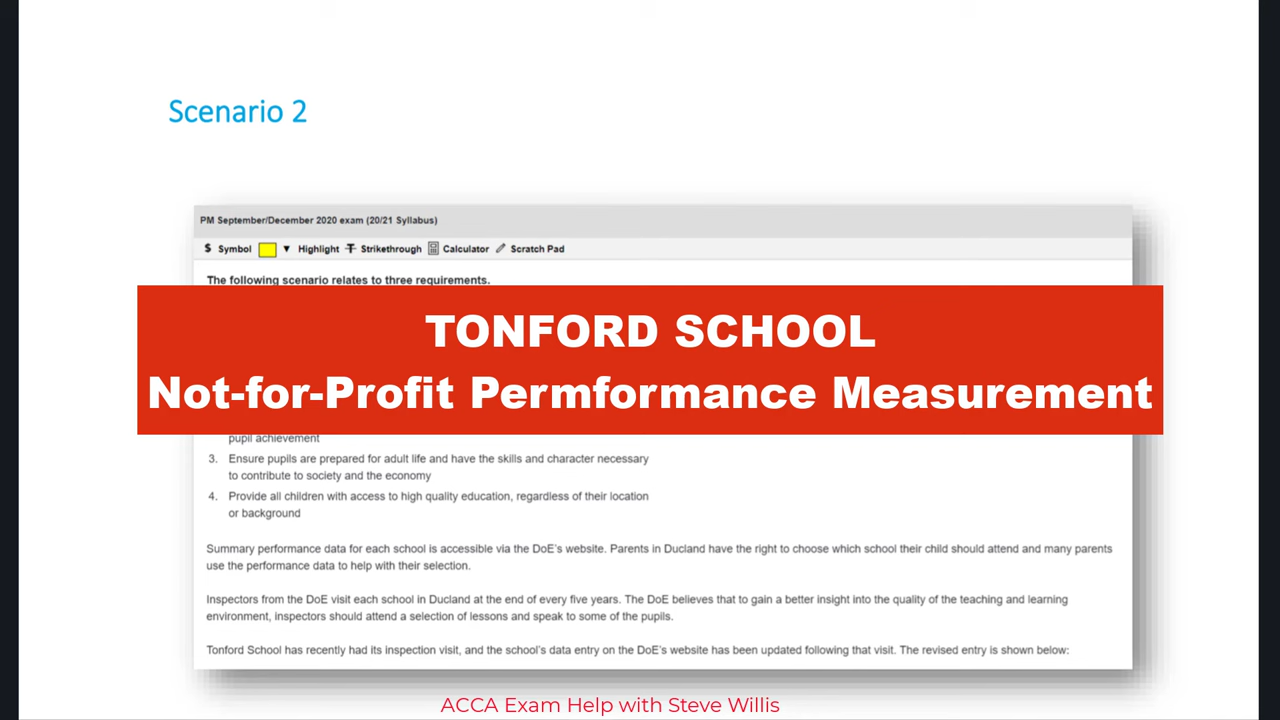 Scenario 2
PM September/December 2020 exam (20/21 Syllabus)
$ Symbol ▼ Highlight T Strikethrough Calculator Scratch Pad
The following scenario relates to three requirements.
TONFORD SCHOOL
Not-for-Profit Permformance Measurement
pupil achievement
3. Ensure pupils are prepared for adult life and have the skills and character necessary
to contribute to society and the economy
4. Provide all children with access to high quality education, regardless of their location
or background
Summary performance data for each school is accessible via the DoE's website. Parents in Ducland have the right to choose which school their child should attend and many parents
use the performance data to help with their selection.
Inspectors from the DoE visit each school in Ducland at the end of every five years. The DoE believes that to gain a better insight into the quality of the teaching and learning
environment, inspectors should attend a selection of lessons and speak to some of the pupils.
Tonford School has recently had its inspection visit, and the school's data entry on the DoE's website has been updated following that visit. The revised entry is shown below:
ACCA Exam Help with Steve Willis